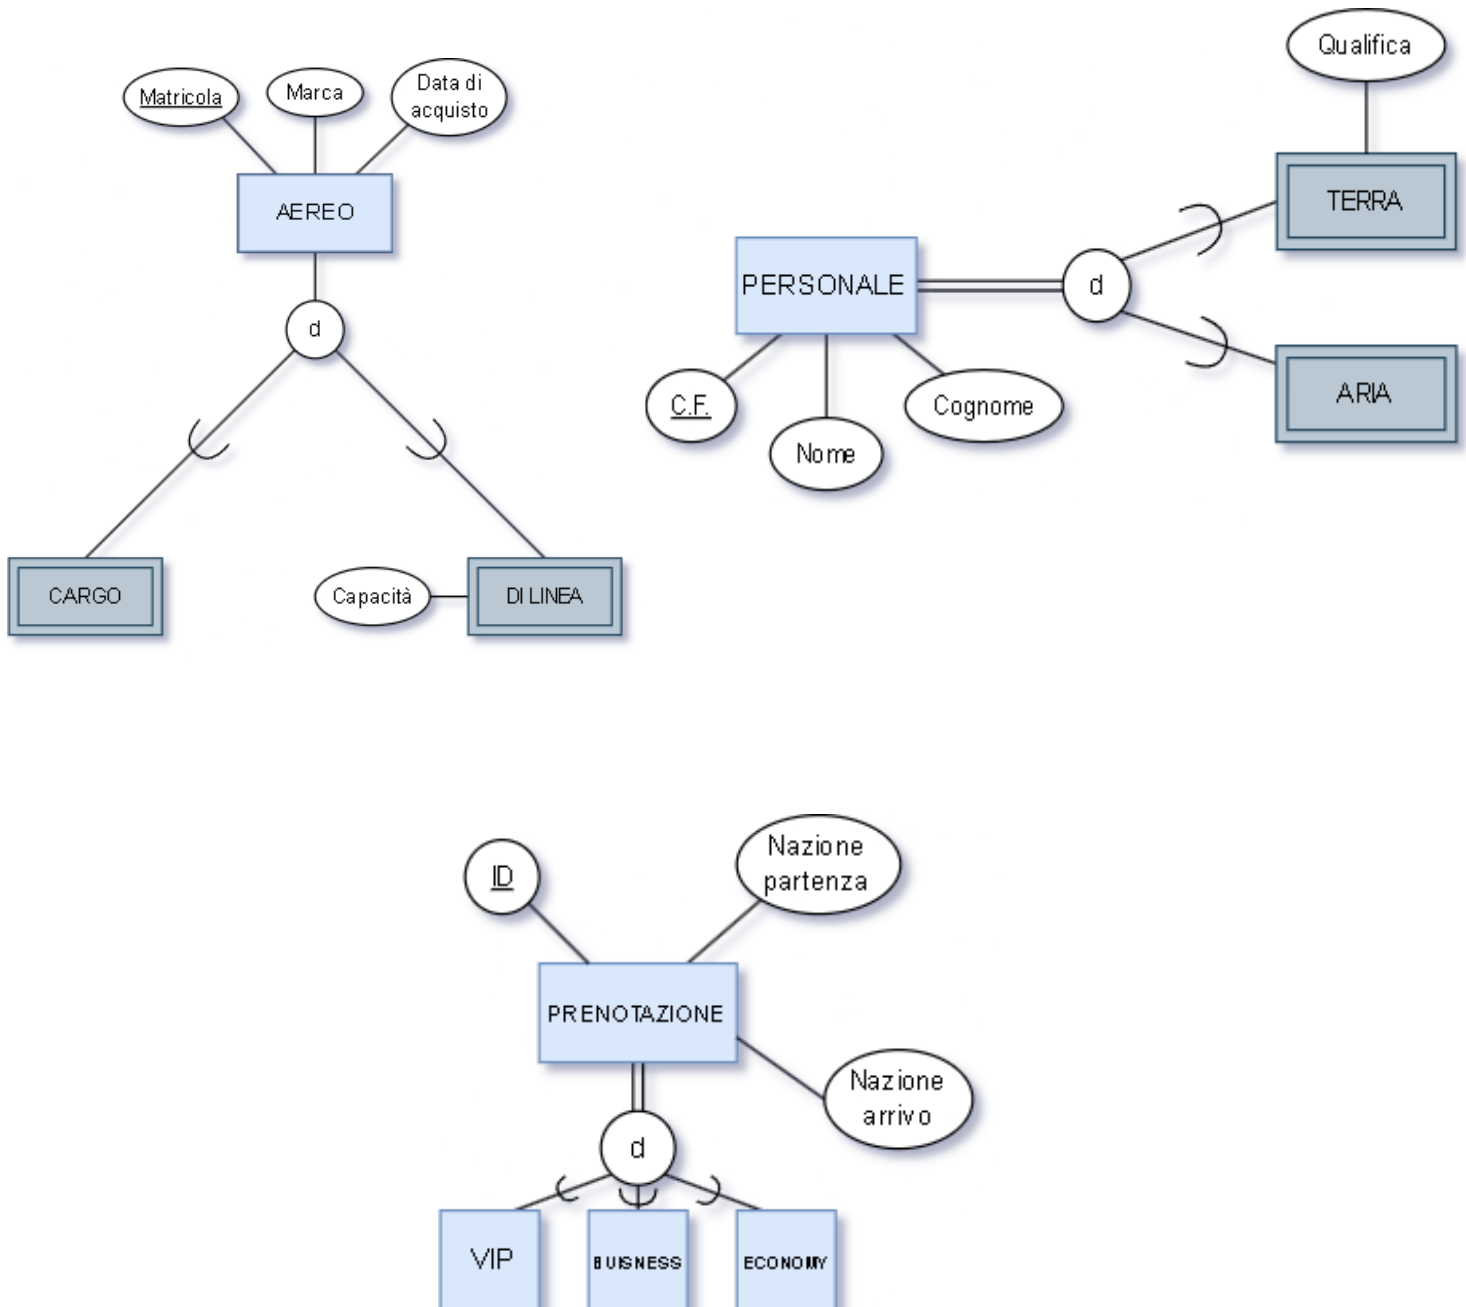 Matricola
Marca
Data di
acquisto
AEREO
d
CARGO
Capacità
DI LINEA
Qualifica
TERRA
PERSONALE
d
ARIA
C.F.
Nome
Cognome
ID
Nazione
partenza
PRENOTAZIONE
Nazione
arrivo
d
VIP
BUISNESS
ECONOMY